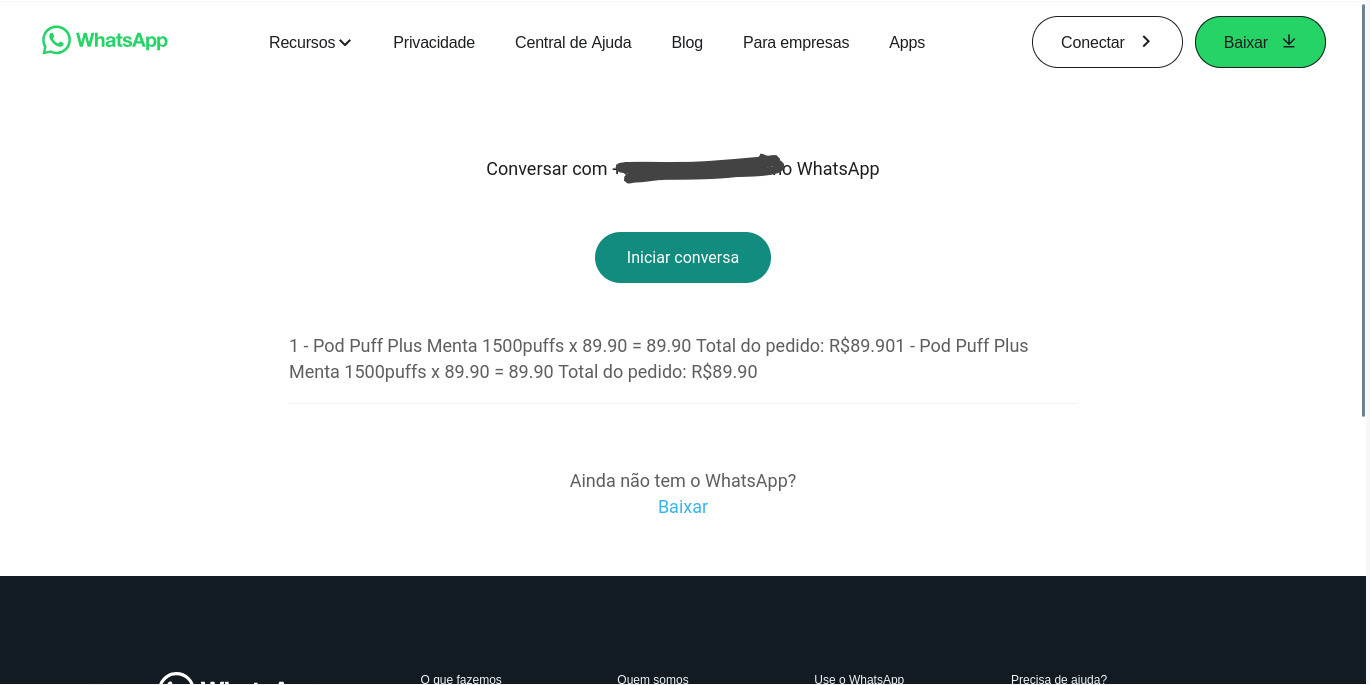 WhatsApp
Recursos Privacidade Central de Ajuda Blog Para empresas Apps Conectar Baixar
Conversar com no WhatsApp
Iniciar conversa
1 - Pod Puff Plus Menta 1500puffs x 89.90 = 89.90 Total do pedido: R$89.901 - Pod Puff Plus
Menta 1500puffs x 89.90 = 89.90 Total do pedido: R$89.90
Ainda não tem o WhatsApp?
Baixar
O que fazemos Quem somos Use o WhatsApp Precisa de ajuda?